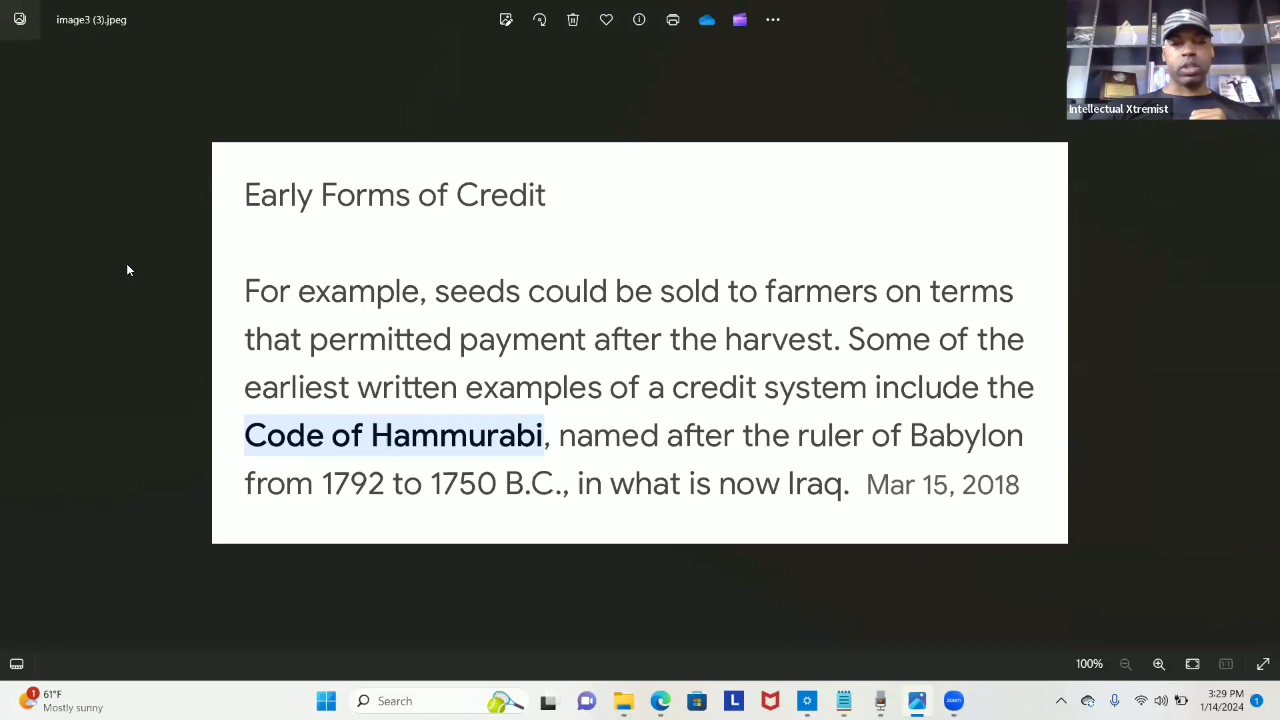 image3 (3).jpeg
Intellectual Xtremist
Early Forms of Credit
For example, seeds could be sold to farmers on terms
that permitted payment after the harvest. Some of the
earliest written examples of a credit system include the
Code of Hammurabi, named after the ruler of Babylon
from 1792 to 1750 B.C., in what is now Iraq. Mar 15, 2018
100%
1
61°F
Mostly sunny
Search
L
zoom
3:29 PM
1/14/2024
1